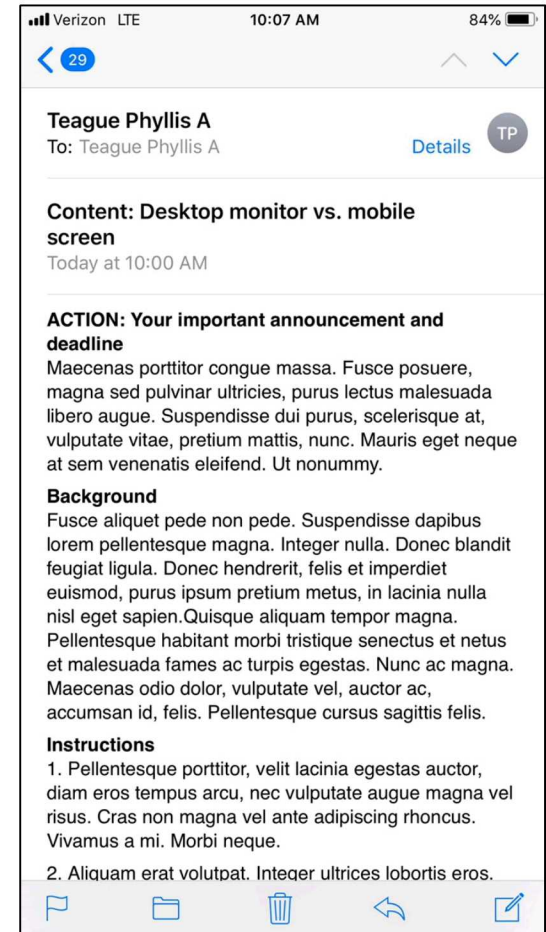 Verizon LTE 10:07 AM 84%
29
Teague Phyllis A
To: Teague Phyllis A Details TP
Content: Desktop monitor vs. mobile
screen
Today at 10:00 AM
ACTION: Your important announcement and
deadline
Maecenas porttitor congue massa. Fusce posuere,
magna sed pulvinar ultricies, purus lectus malesuada
libero augue. Suspendisse dui purus, scelerisque at,
vulputate vitae, pretium mattis, nunc. Mauris eget neque
at sem venenatis eleifend. Ut nonummy.
Background
Fusce aliquet pede non pede. Suspendisse dapibus
lorem pellentesque magna. Integer nulla. Donec blandit
feugiat ligula. Donec hendrerit, felis et imperdiet
euismod, purus ipsum pretium metus, in lacinia nulla
nisl eget sapien.Quisque aliquam tempor magna.
Pellentesque habitant morbi tristique senectus et netus
et malesuada fames ac turpis egestas. Nunc ac magna.
Maecenas odio dolor, vulputate vel, auctor ac,
accumsan id, felis. Pellentesque cursus sagittis felis.
Instructions
1. Pellentesque porttitor, velit lacinia egestas auctor,
diam eros tempus arcu, nec vulputate augue magna vel
risus. Cras non magna vel ante adipiscing rhoncus.
Vivamus a mi. Morbi neque.
2. Aliquam erat volutpat. Integer ultrices lobortis eros.